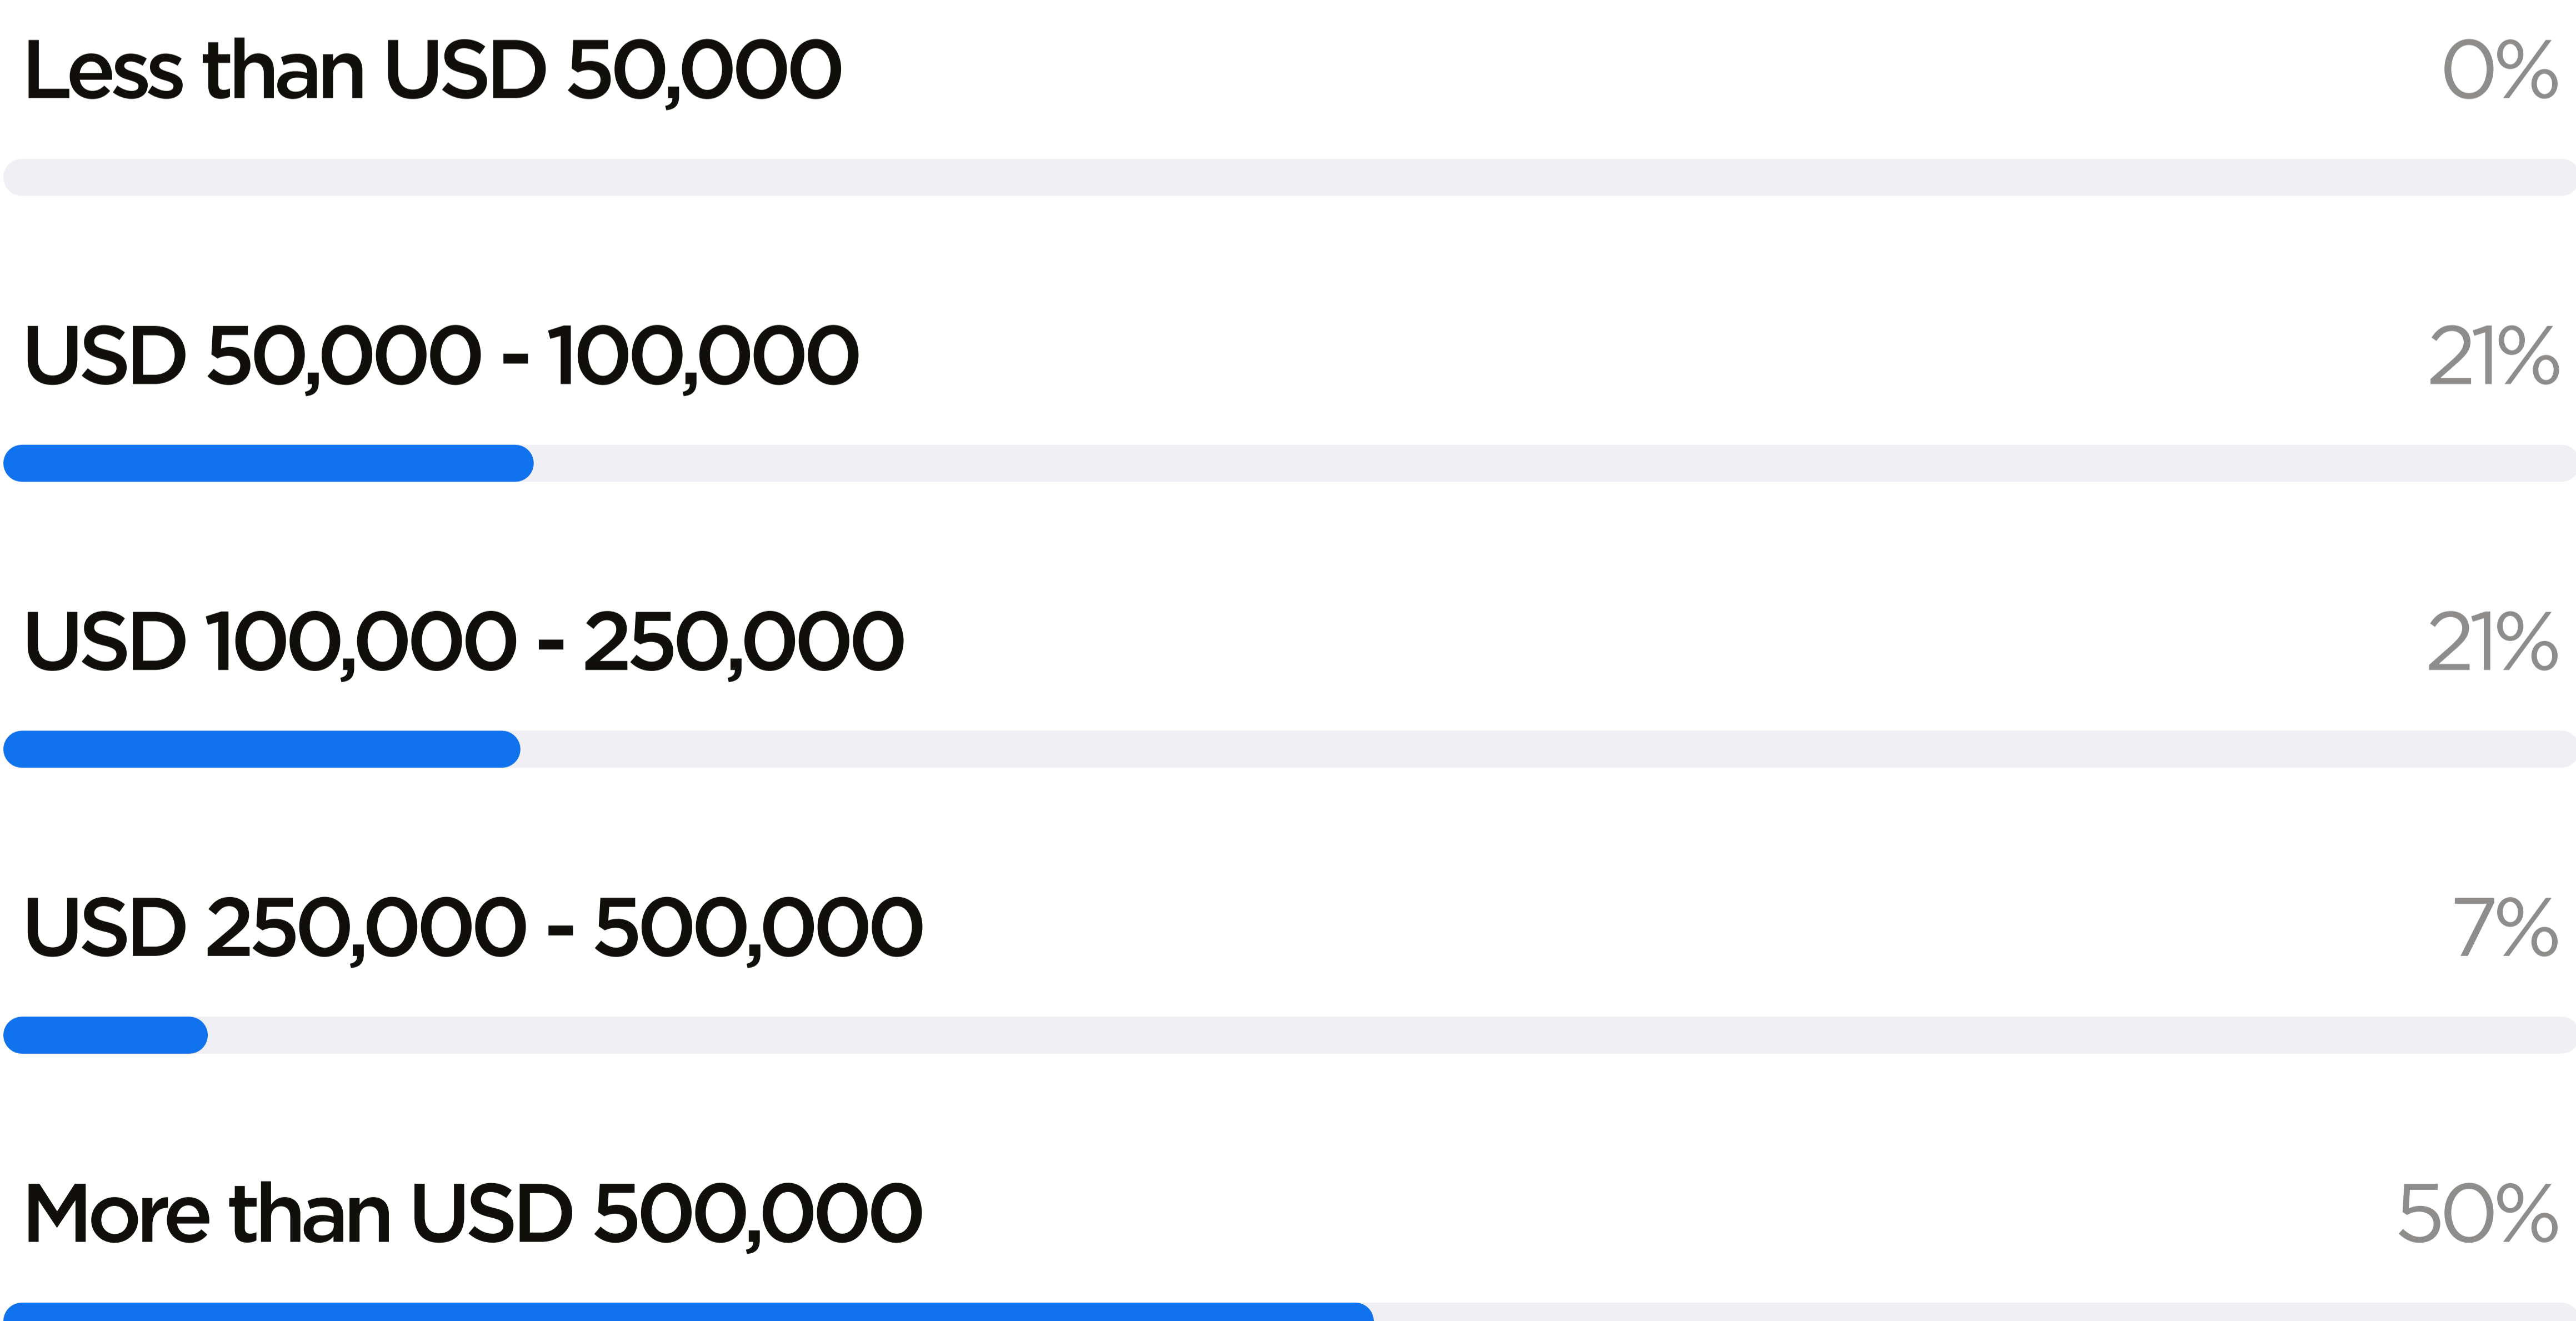 Less than USD 50,000 0%
USD 50,000 - 100,000 21%
USD 100,000 - 250,000 21%
USD 250,000 - 500,000 7%
More than USD 500,000 50%